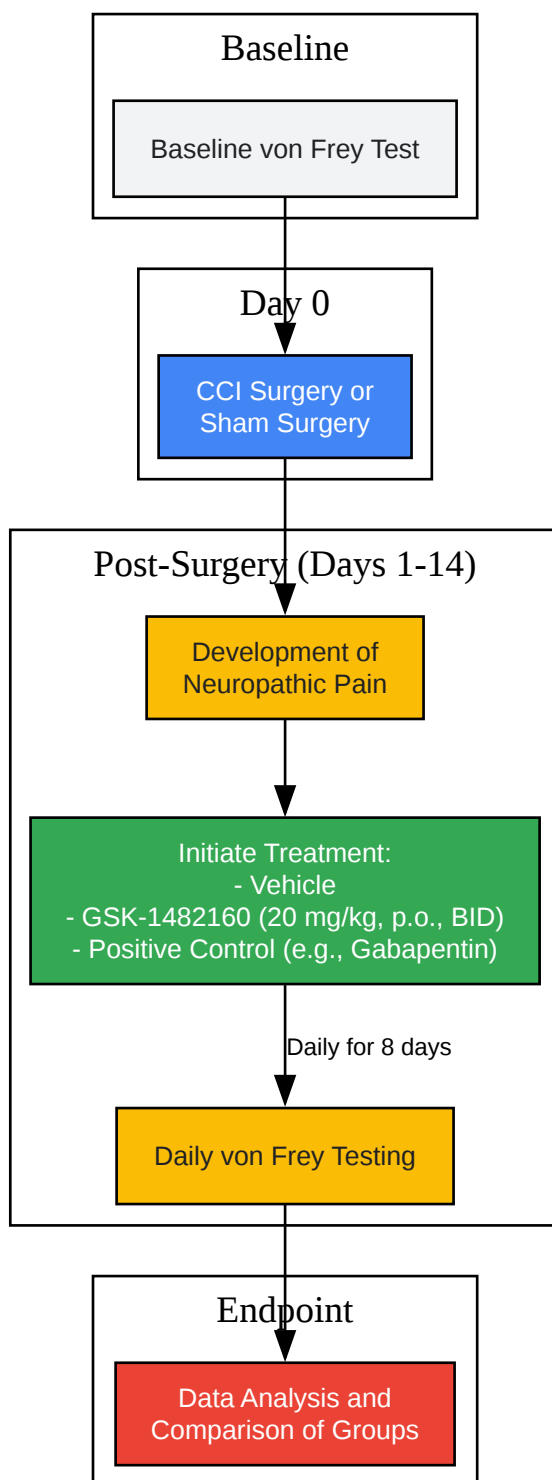 Baseline
Baseline von Frey Test
Day 0
CCI Surgery or
Sham Surgery
Post-Surgery (Days 1-14)
Development of
Neuropathic Pain
Initiate Treatment:
- Vehicle
- GSK-1482160 (20 mg/kg, p.o., BID)
- Positive Control (e.g., Gabapentin)
Daily for 8 days
Daily von Frey Testing
Endpoint
Data Analysis and
Comparison of Groups